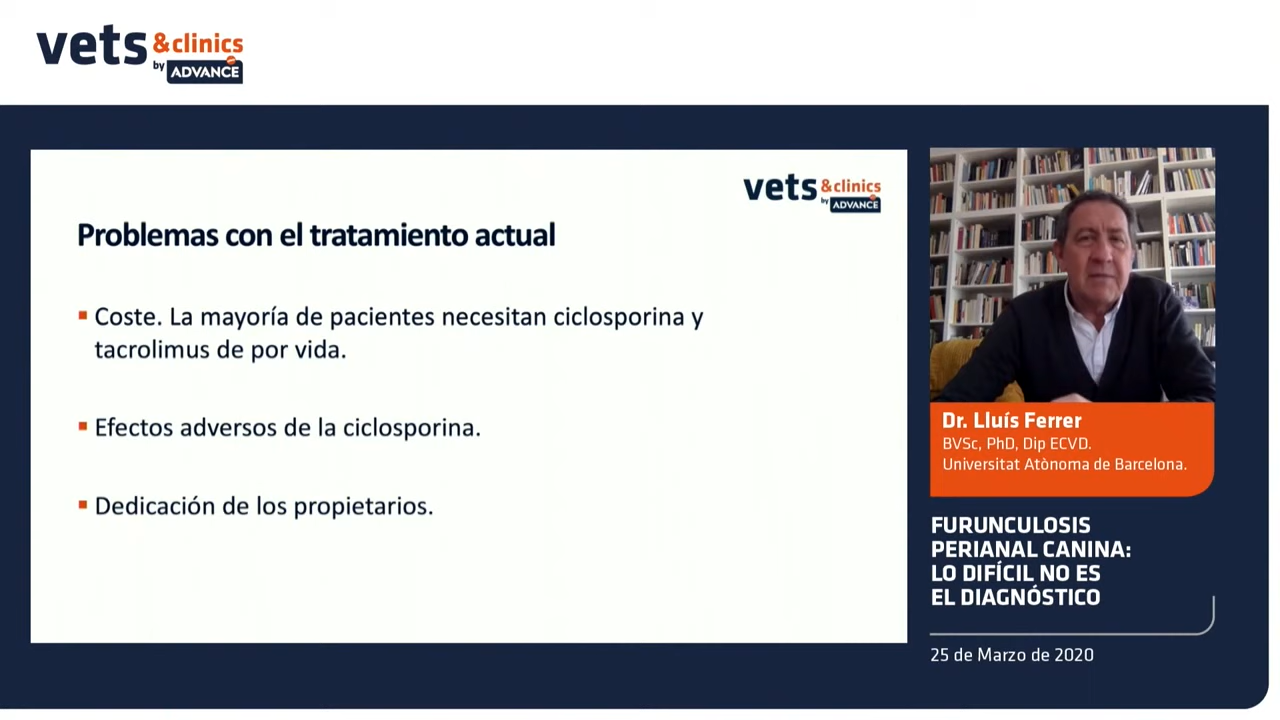 vets &clinics
by ADVANCE
vets &clinics
by ADVANCE
Problemas con el tratamiento actual
Coste. La mayoría de pacientes necesitan ciclosporina y
tacrolimus de por vida.
Efectos adversos de la ciclosporina.
Dedicación de los propietarios.
Dr. Lluís Ferrer
BVSc, PhD, Dip ECVD.
Universitat Atònoma de Barcelona.
FURUNCULOSIS
PERIANAL CANINA:
LO DIFÍCIL NO ES
EL DIAGNÓSTICO
25 de Marzo de 2020